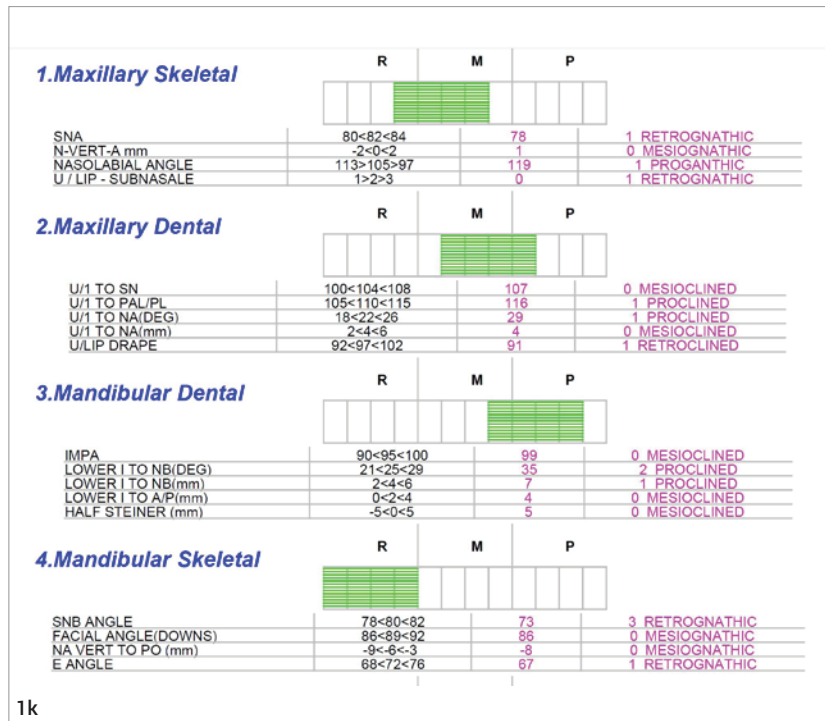 R M P
1.Maxillary Skeletal
SNA 80<82<84 78 1 RETROGNATHIC
N-VERT-A mm -2<0<2 1 0 MESIOGNATHIC
NASOLABIAL ANGLE 113>105>97 119 1 PROGANTHIC
U / LIP - SUBNASALE 1>2>3 0 1 RETROGNATHIC
R M P
2.Maxillary Dental
U/1 TO SN 100<104<108 107 0 MESIOCLINED
U/1 TO PAL/PL 105<110<115 116 1 PROCLINED
U/1 TO NA(DEG) 18<22<26 29 1 PROCLINED
U/1 TO NA(mm) 2<4<6 4 0 MESIOCLINED
U/LIP DRAPE 92<97<102 91 1 RETROCLINED
R M P
3.Mandibular Dental
IMPA 90<95<100 99 0 MESIOCLINED
LOWER I TO NB(DEG) 21<25<29 35 2 PROCLINED
LOWER I TO NB(mm) 2<4<6 7 1 PROCLINED
LOWER I TO A/P(mm) 0<2<4 4 0 MESIOCLINED
HALF STEINER (mm) -5<0<5 5 0 MESIOCLINED
R M P
4.Mandibular Skeletal
SNB ANGLE 78<80<82 73 3 RETROGNATHIC
FACIAL ANGLE(DOWNS) 86<89<92 86 0 MESIOGNATHIC
NA VERT TO PO (mm) -9<-6<-3 -8 0 MESIOGNATHIC
E ANGLE 68<72<76 67 1 RETROGNATHIC
1k